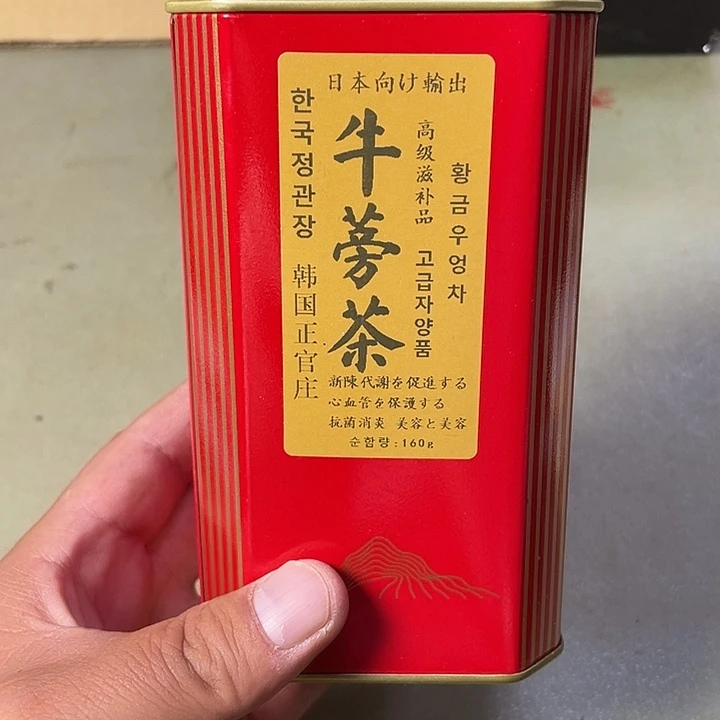 日本向け輸出
한국정관장 韩国正官庄
牛蒡茶
高级滋补品 고급자양품
황금우엉차
新陳代謝を促進する
心血管を保護する
抗菌消炎 美容と美容
순함량:160g